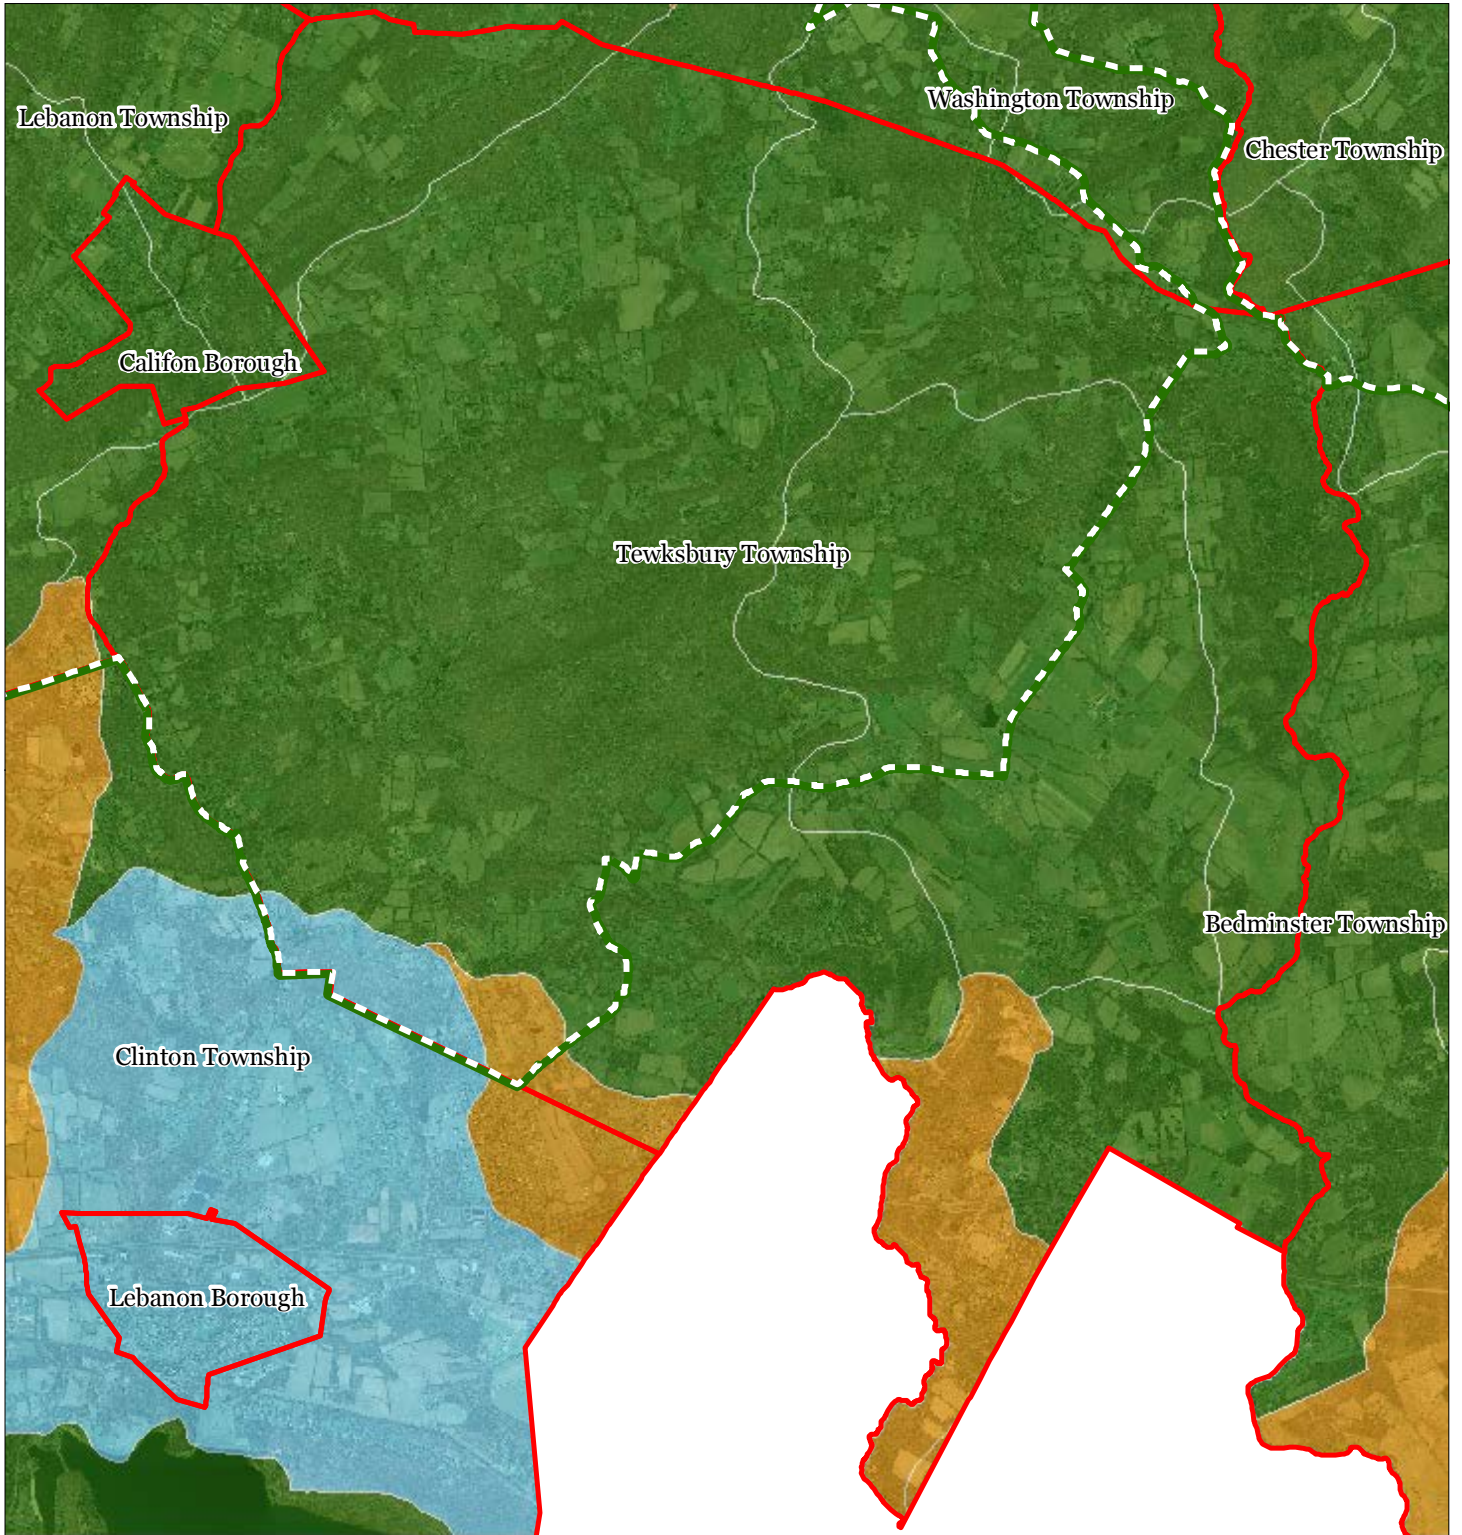 Washington Township
Lebanon Township
Chester Township
Califon Borough
Tewksbury Township
Bedminster Township
Clinton Township
Lebanon Borough